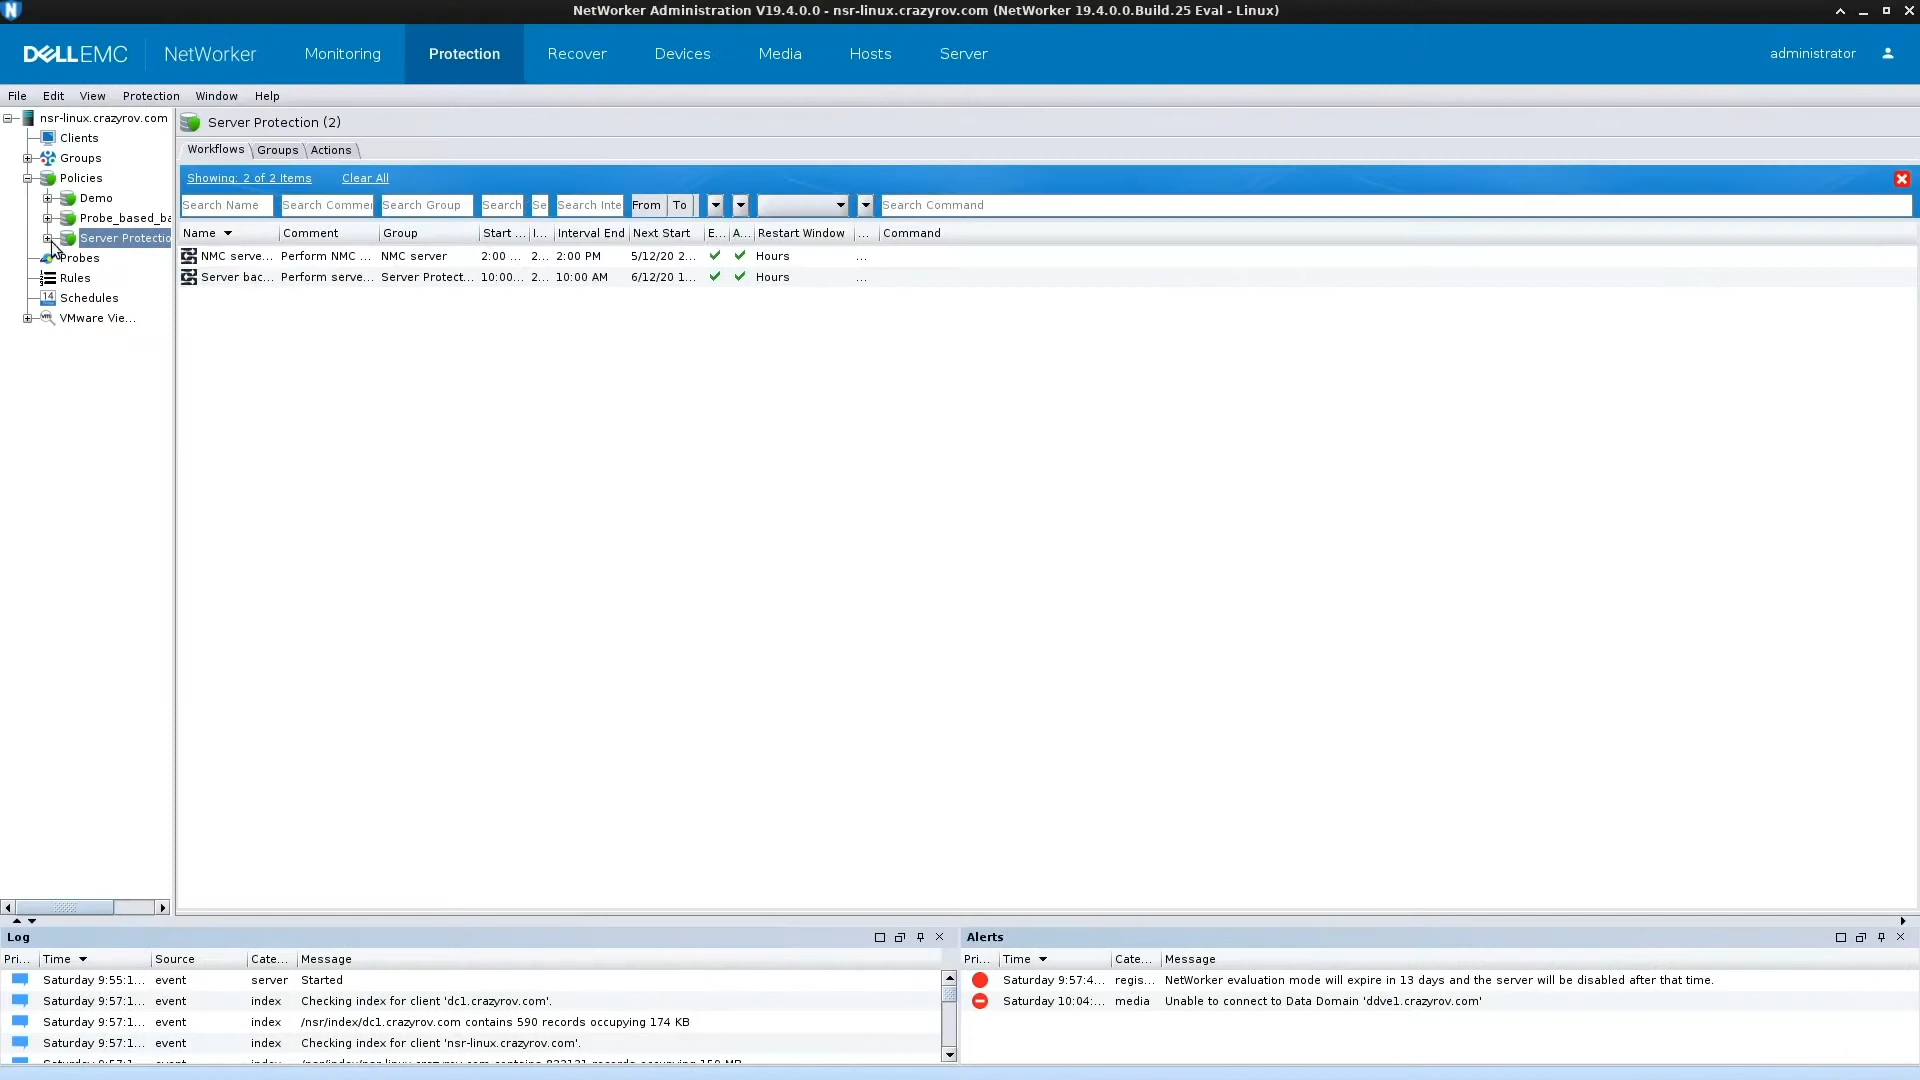 NetWorker Administration V19.4.0.0 - nsr-linux.crazyrov.com (NetWorker 19.4.0.0.Build.25 Eval - Linux)
DELLEMC NetWorker Monitoring Protection Recover Devices Media Hosts Server administrator
File Edit View Protection Window Help
nsr-linux.crazyrov.com
Clients
Groups
Policies
Demo
Probe_based_ba
Server Protectio
Probes
Rules
14 Schedules
VMware Vie...
Server Protection (2)
Workflows Groups Actions
Showing: 2 of 2 Items Clear All
Search Name Search Comme Search Group Search Se Search Inte From To Search Command
Name Comment Group Start ... I... Interval End Next Start E... A... Restart Window ... Command
NMC serve... Perform NMC ... NMC server 2:00 ... 2... 2:00 PM 5/12/20 2... Hours ...
Server bac... Perform serve... Server Protect... 10:00... 2... 10:00 AM 6/12/20 1... Hours ...
Log
Pri... Time Source Cate... Message
Saturday 9:55:1... event server Started
Saturday 9:57:1... event index Checking index for client 'dc1.crazyrov.com'.
Saturday 9:57:1... event index /nsr/index/dc1.crazyrov.com contains 590 records occupying 174 KB
Saturday 9:57:1... event index Checking index for client 'nsr-linux.crazyrov.com'.
Alerts
Pri... Time Cate... Message
Saturday 9:57:4... regis... NetWorker evaluation mode will expire in 13 days and the server will be disabled after that time.
Saturday 10:04:... media Unable to connect to Data Domain 'ddve1.crazyrov.com'